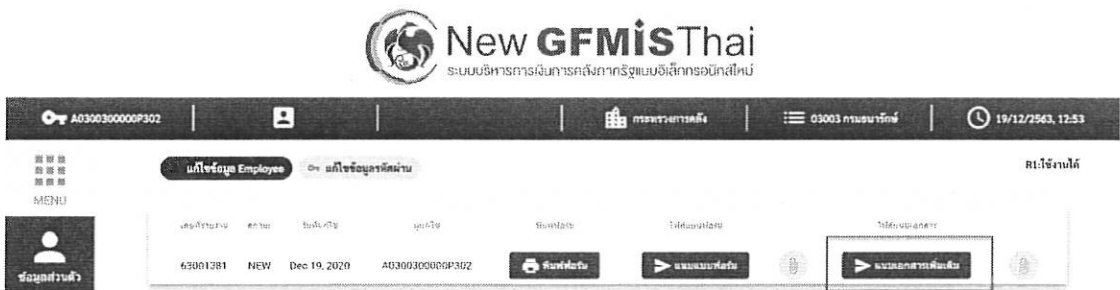 New GFMISThai
ระบบบริหารการเงินการคลังภาครัฐแบบอิเล็กทรอนิกส์ใหม่
A0300300000P302 กระทรวงการคลัง 03003 กรมธนารักษ์ 19/12/2563, 12:53
MENU
แก้ไขข้อมูล Employee แก้ไขข้อมูลรหัสผ่าน R1:ใช้งานได้
63001381 NEW Dec 19, 2020 A0300300000P302 พิมพ์ฟอร์ม แนบแบบฟอร์ม แนบเอกสารเพิ่มเติม
ข้อมูลส่วนตัว